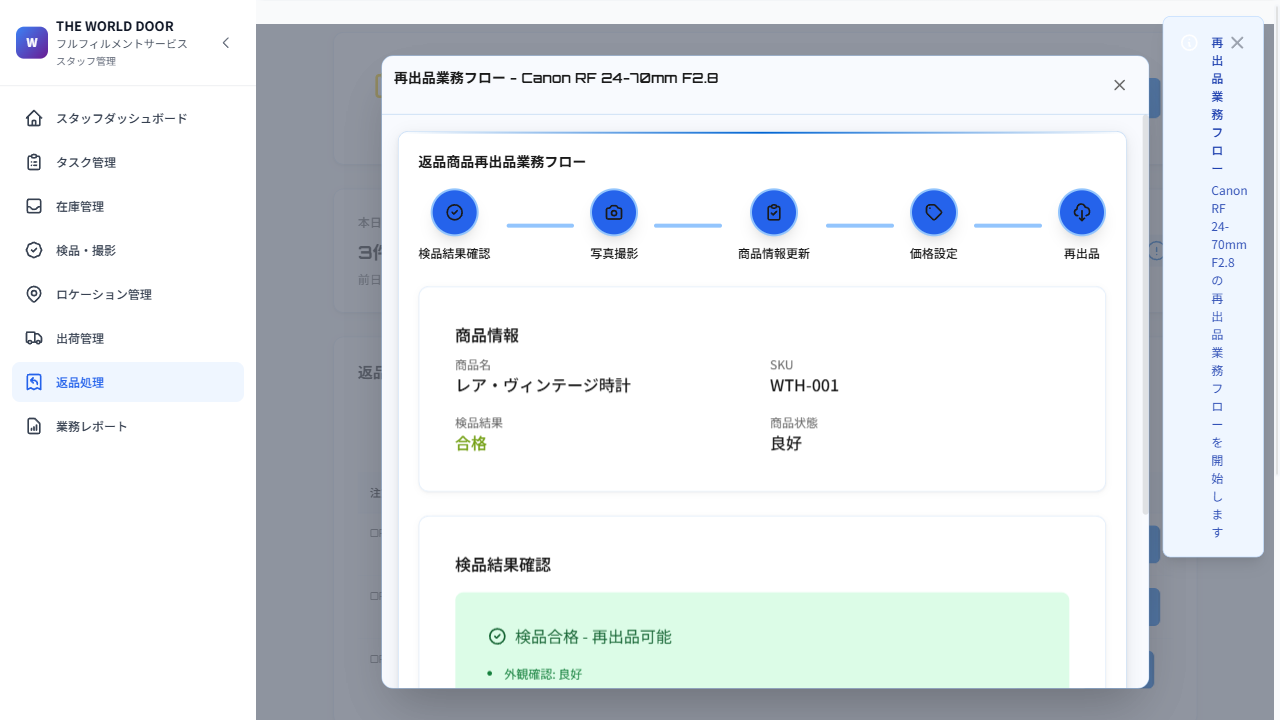 W
THE WORLD DOOR
フルフィルメントサービス
スタッフ管理
スタッフダッシュボード
タスク管理
在庫管理
検品・撮影
ロケーション管理
出荷管理
返品処理
業務レポート
本日
3件
前日
返品
注
再出品業務フロー - Canon RF 24-70mm F2.8
返品商品再出品業務フロー
検品結果確認
写真撮影
商品情報更新
価格設定
再出品
商品情報
商品名
レア・ヴィンテージ時計
SKU
WTH-001
検品結果
合格
商品状態
良好
検品結果確認
検品合格 - 再出品可能
• 外観確認: 良好
再
出
品
業
務
フ
ロ
ー
Canon
RF
24-
70mm
F2.8
の
再
出
品
業
務
フ
ロ
ー
を
開
始
し
ま
す